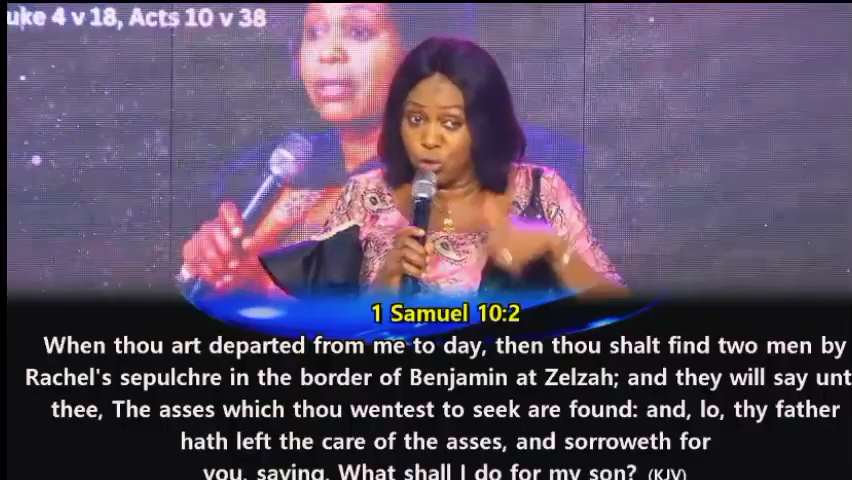 uke 4 v 18, Acts 10 v 38
1 Samuel 10:2
When thou art departed from me to day, then thou shalt find two men by
Rachel's sepulchre in the border of Benjamin at Zelzah; and they will say unt
thee, The asses which thou wentest to seek are found: and, lo, thy father
hath left the care of the asses, and sorroweth for
you, saying, What shall I do for my son? (KJV)